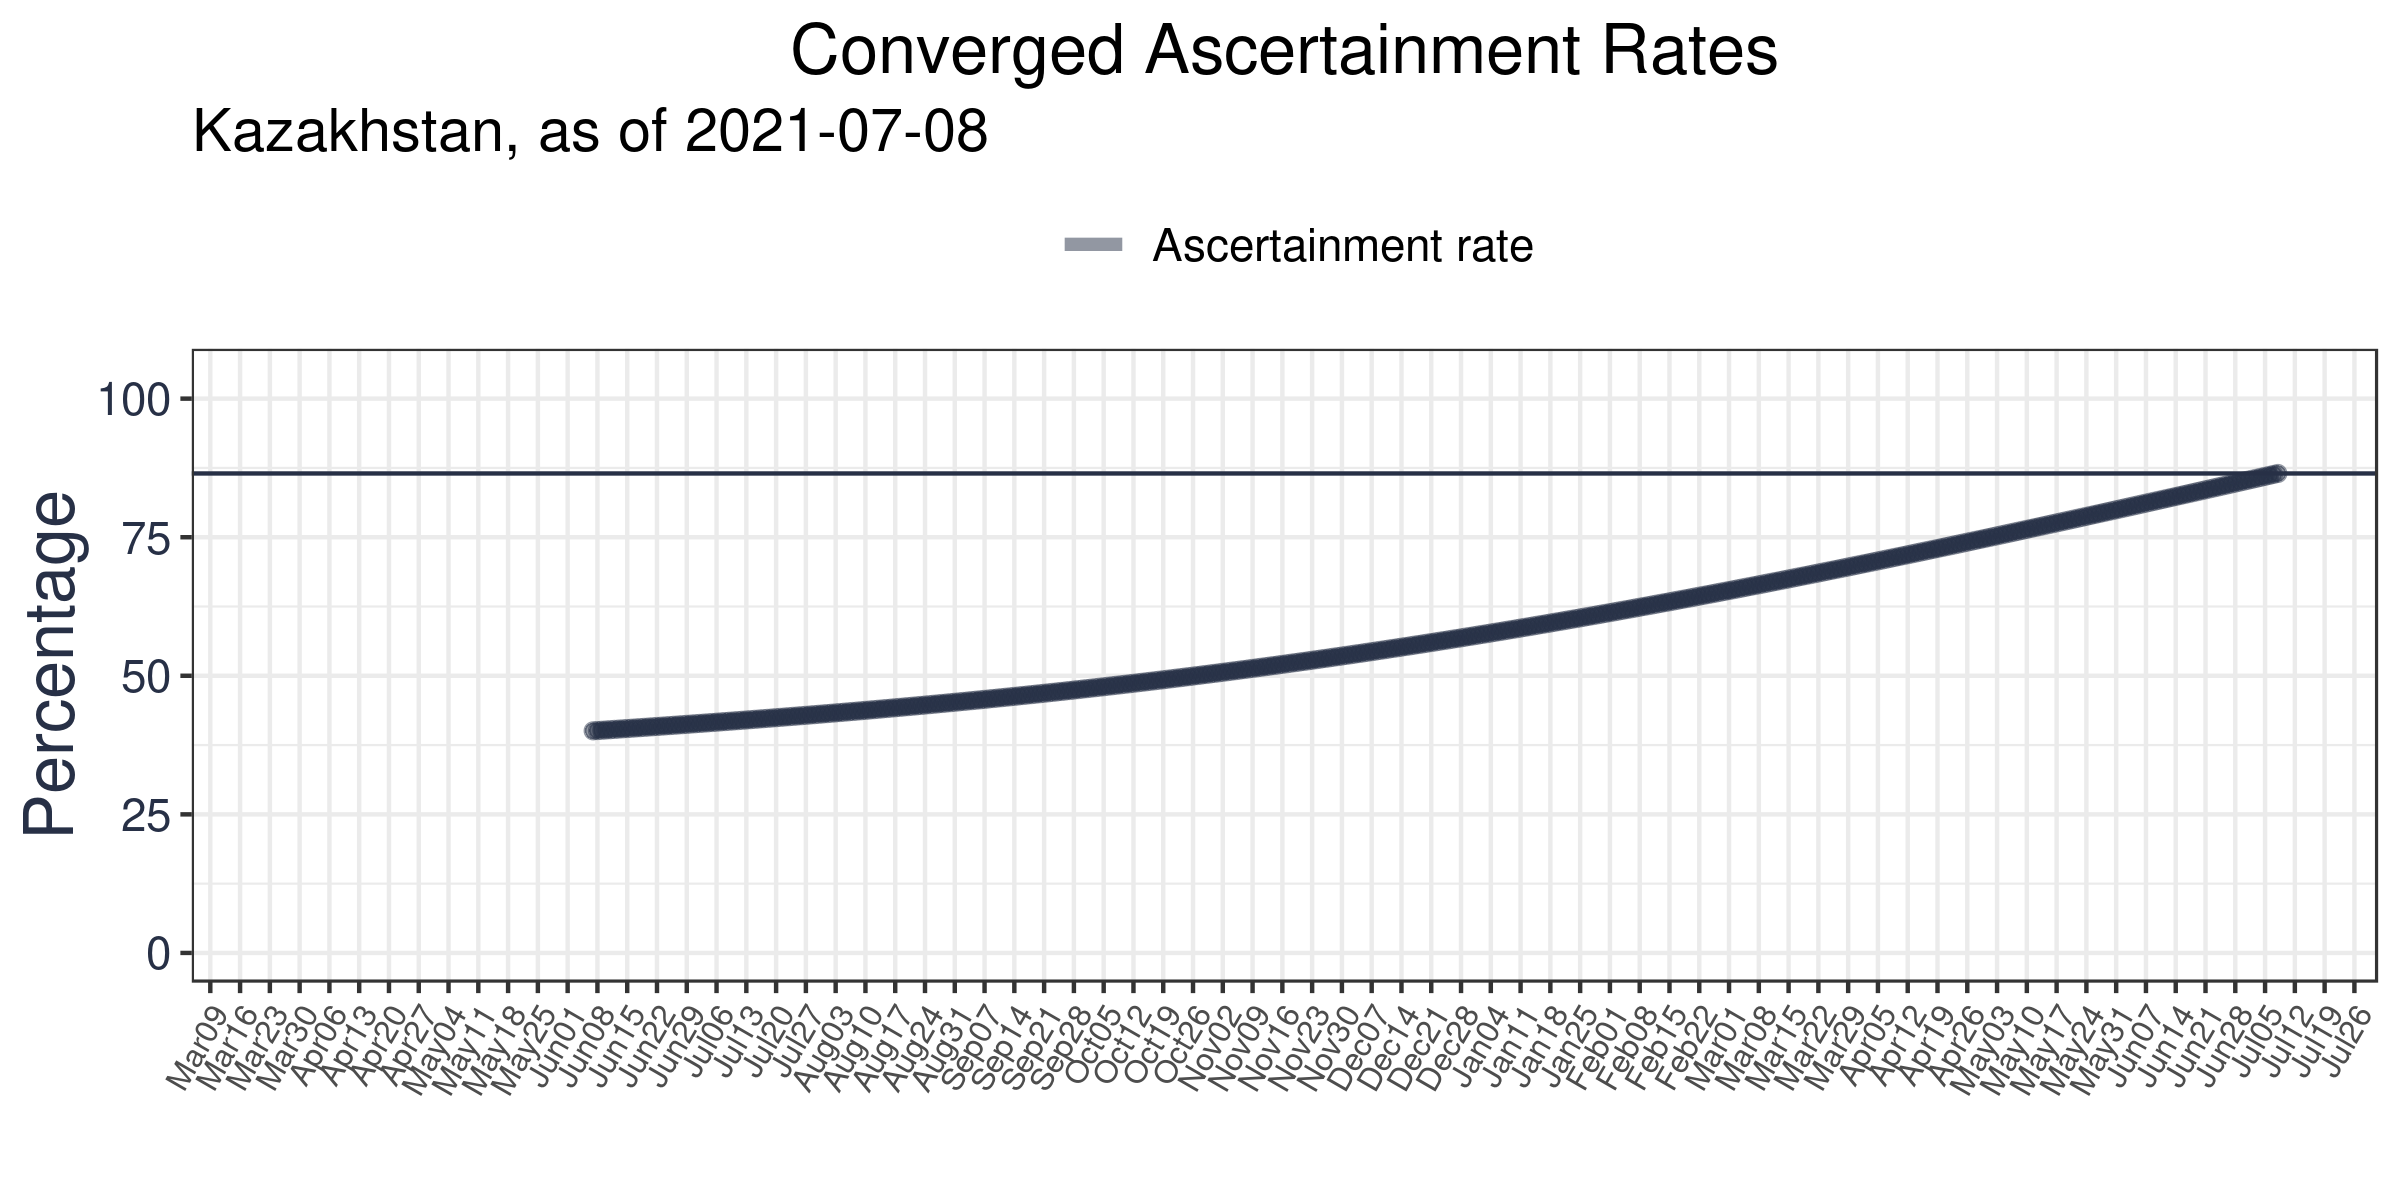 Converged Ascertainment Rates
Kazakhstan, as of 2021-07-08
Ascertainment rate
Percentage
100
75
50
25
0
Mar09 Mar16 Mar23 Mar30 Apr06 Apr13 Apr20 Apr27 May04 May11 May18 May25 Jun01 Jun08 Jun15 Jun22 Jun29 Jul06 Jul13 Jul20 Jul27 Aug03 Aug10 Aug17 Aug24 Aug31 Sep07 Sep14 Sep21 Sep28 Oct05 Oct12 Oct19 Oct26 Nov02 Nov09 Nov16 Nov23 Nov30 Dec07 Dec14 Dec21 Dec28 Jan04 Jan11 Jan18 Jan25 Feb01 Feb08 Feb15 Feb22 Mar01 Mar08 Mar15 Mar22 Mar29 Apr05 Apr12 Apr19 Apr26 May03 May10 May17 May24 May31 Jun07 Jun14 Jun21 Jun28 Jul05 Jul12 Jul19 Jul26